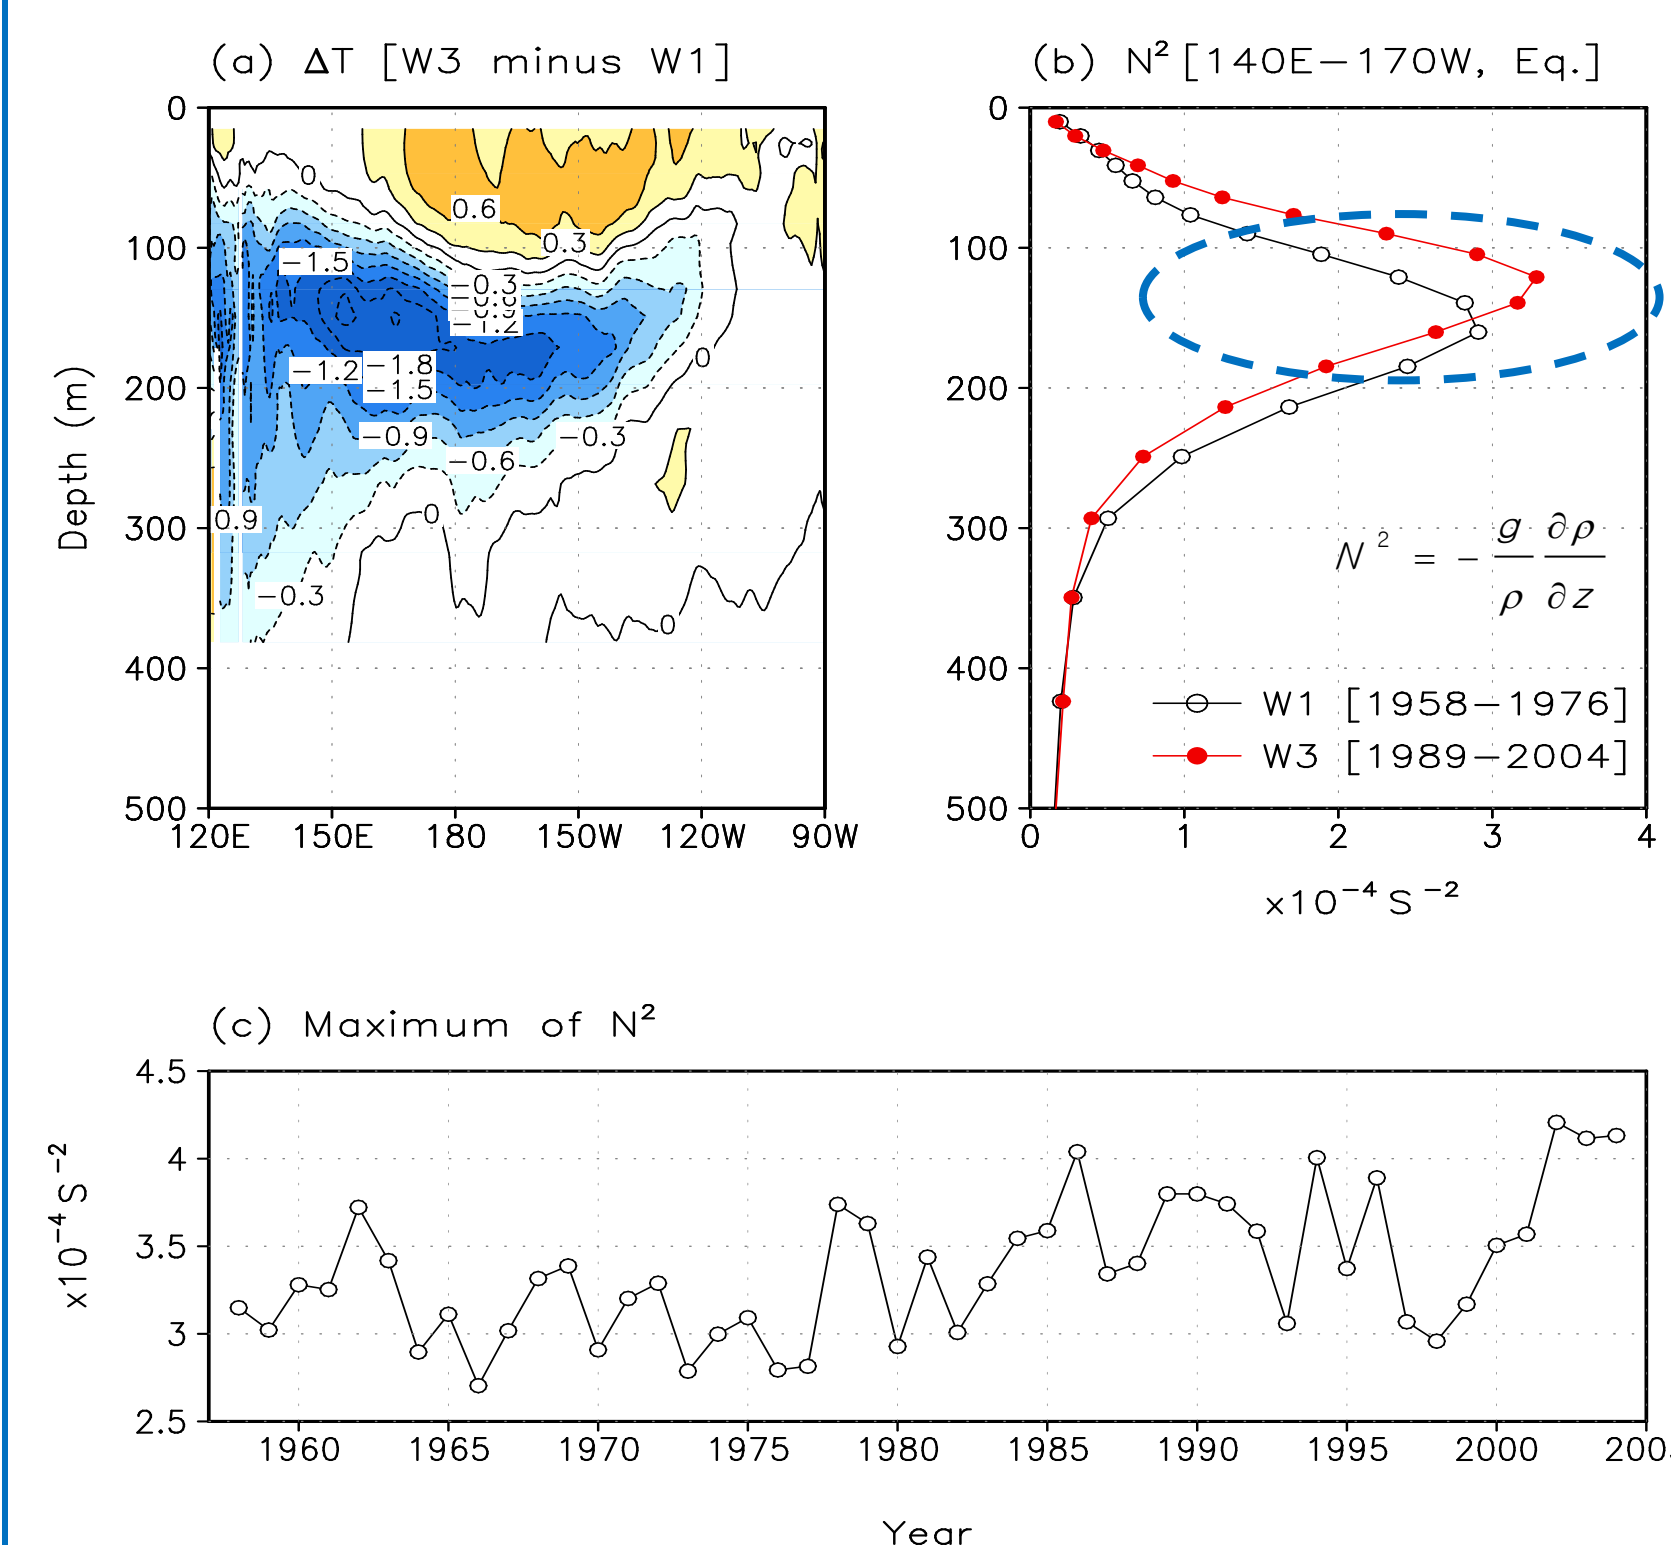 (a) ΔT [W3 minus W1]
0
100
200
300
400
500
Depth (m)
120E 150E 180 150W 120W 90W
0
0.6
0.3
−1.5
−0.3
−0.9
−1.2
0
−1.2
−1.8
−1.5
−0.9
−0.3
−0.6
0.9
0
−0.3
0
(b) N² [140E−170W, Eq.]
0
100
200
300
400
500
N² = − g/ρ ∂ρ/∂z
W1 [1958−1976]
W3 [1989−2004]
0 1 2 3 4
x10⁻⁴ S⁻²
(c) Maximum of N²
4.5
4
3.5
3
2.5
x10⁻⁴ S⁻²
1960 1965 1970 1975 1980 1985 1990 1995 2000
Year